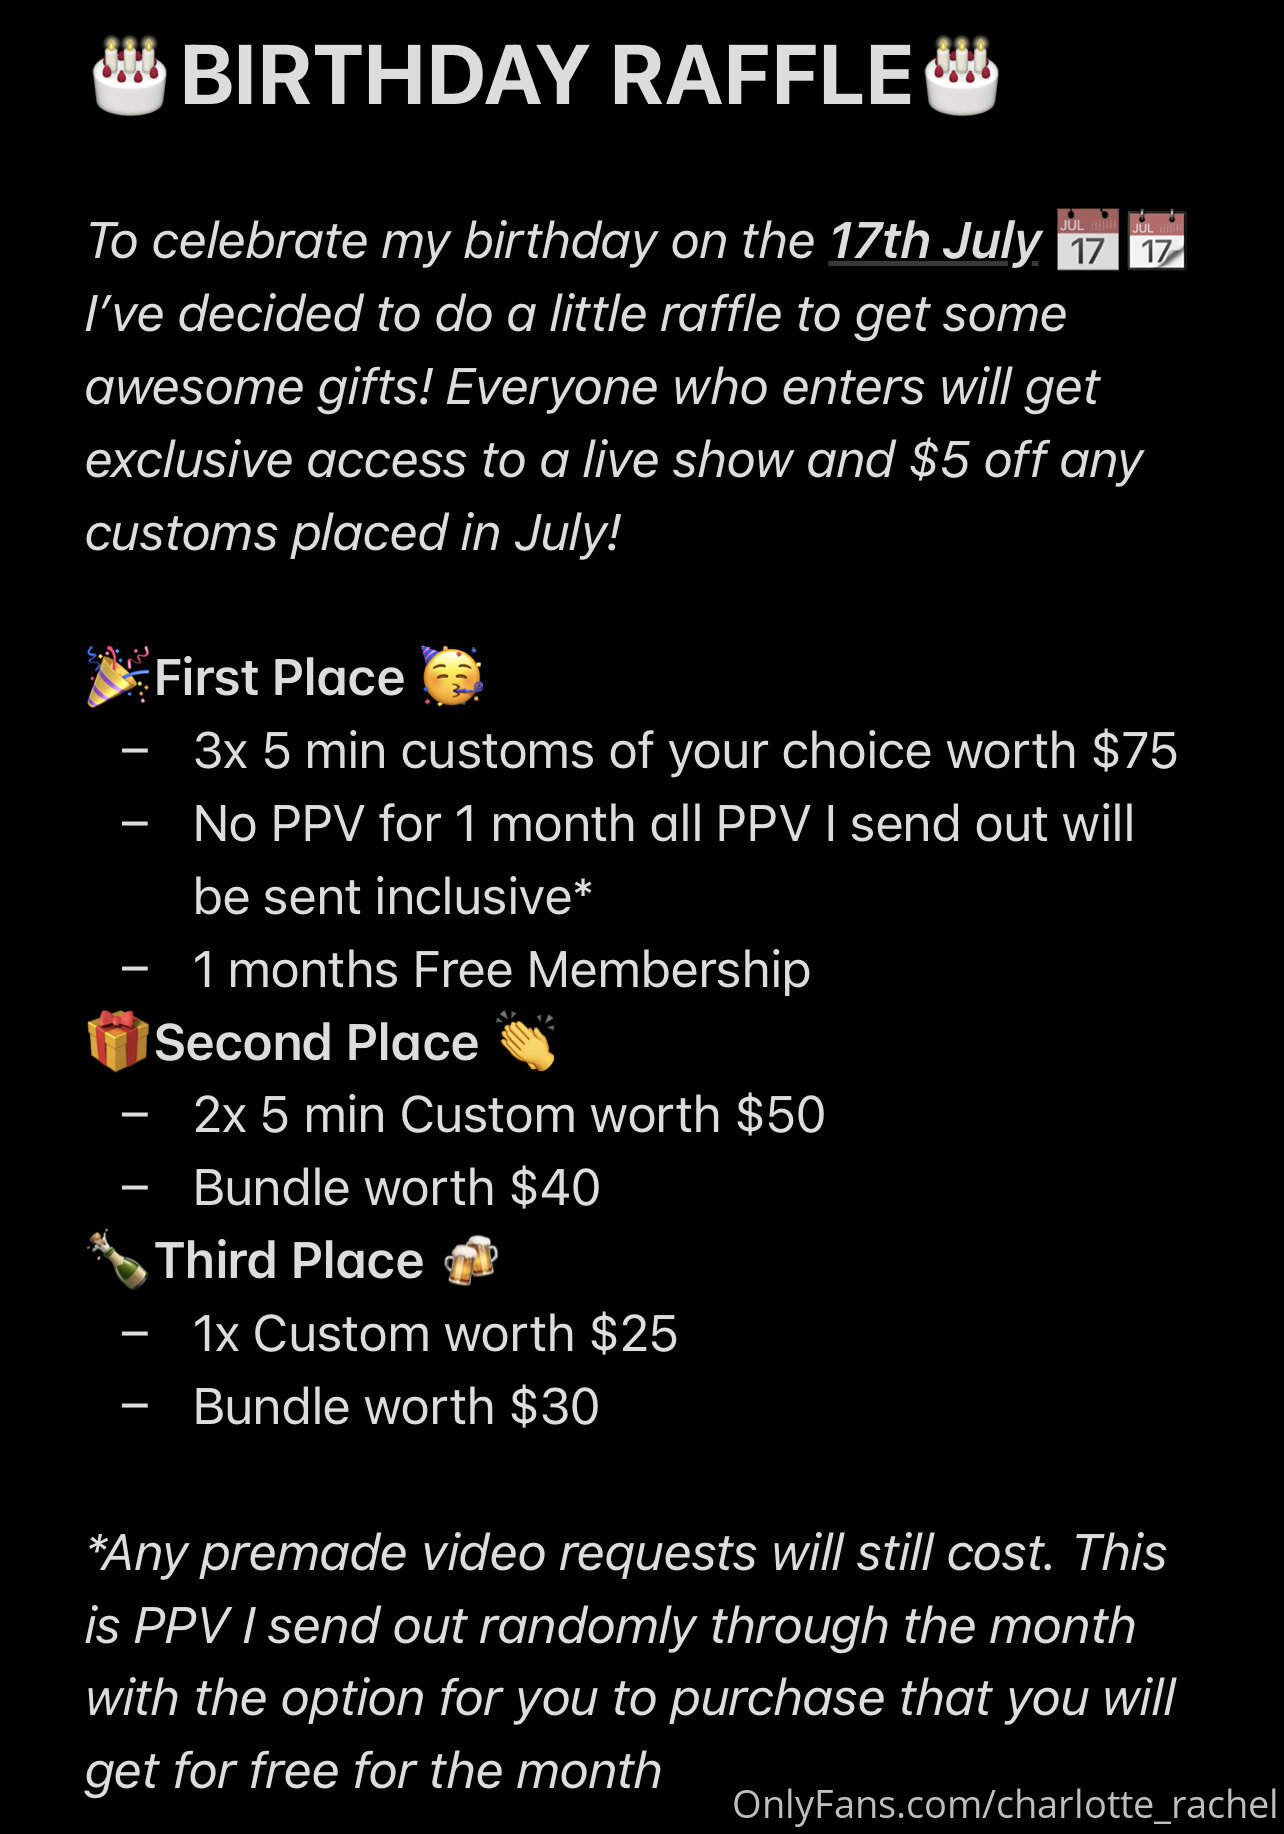 🎂BIRTHDAY RAFFLE🎂
To celebrate my birthday on the 17th July 📅📆
I’ve decided to do a little raffle to get some
awesome gifts! Everyone who enters will get
exclusive access to a live show and $5 off any
customs placed in July!
🎉First Place 🥳
– 3x 5 min customs of your choice worth $75
– No PPV for 1 month all PPV I send out will
be sent inclusive*
– 1 months Free Membership
🎁Second Place 👏
– 2x 5 min Custom worth $50
– Bundle worth $40
🍾Third Place 🍻
– 1x Custom worth $25
– Bundle worth $30
*Any premade video requests will still cost. This
is PPV I send out randomly through the month
with the option for you to purchase that you will
get for free for the month
OnlyFans.com/charlotte_rachel